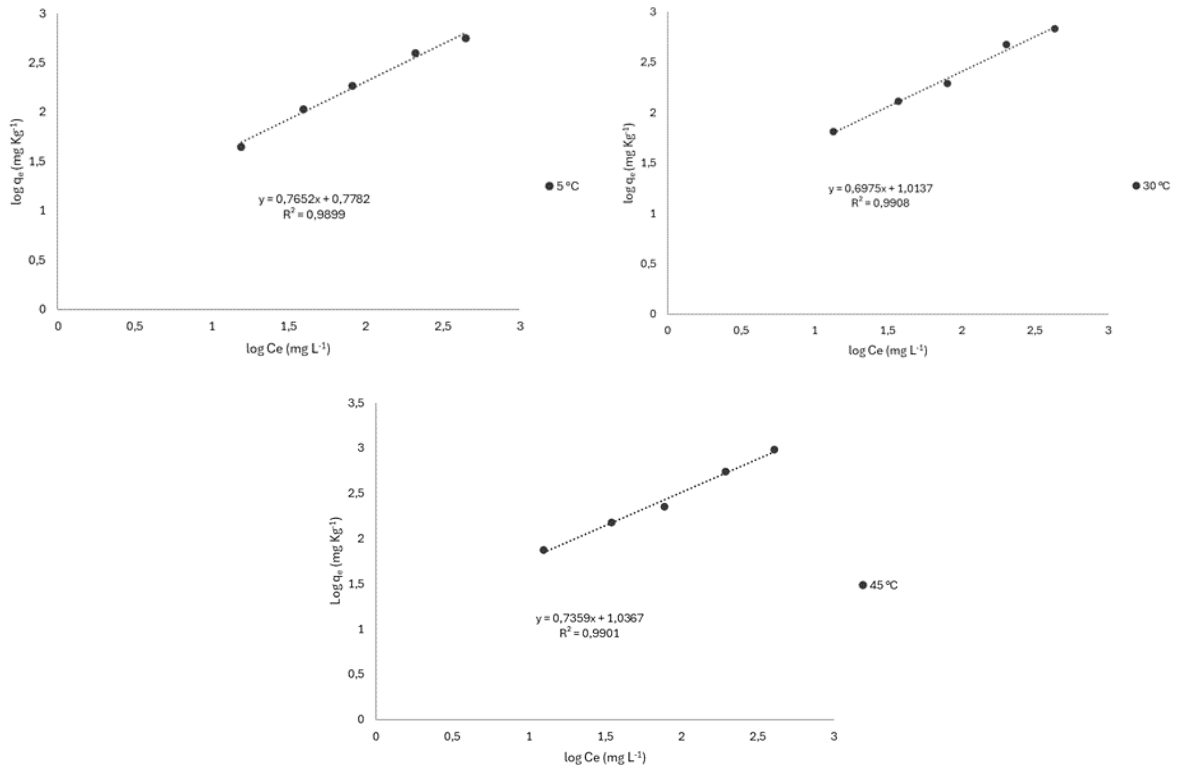 3
2,5
2
1,5
1
0,5
0
log qe (mg Kg-1)
y = 0,7652x + 0,7782
R2 = 0,9899
5 ºC
0 0,5 1 1,5 2 2,5 3
log Ce (mg L-1)
3
2,5
2
1,5
1
0,5
0
log qe (mg Kg-1)
y = 0,6975x + 1,0137
R2 = 0,9908
30 ºC
0 0,5 1 1,5 2 2,5 3
log Ce (mg L-1)
3,5
3
2,5
2
1,5
1
0,5
0
Log qe (mg Kg-1)
y = 0,7359x + 1,0367
R2 = 0,9901
45 ºC
0 0,5 1 1,5 2 2,5 3
log Ce (mg L-1)